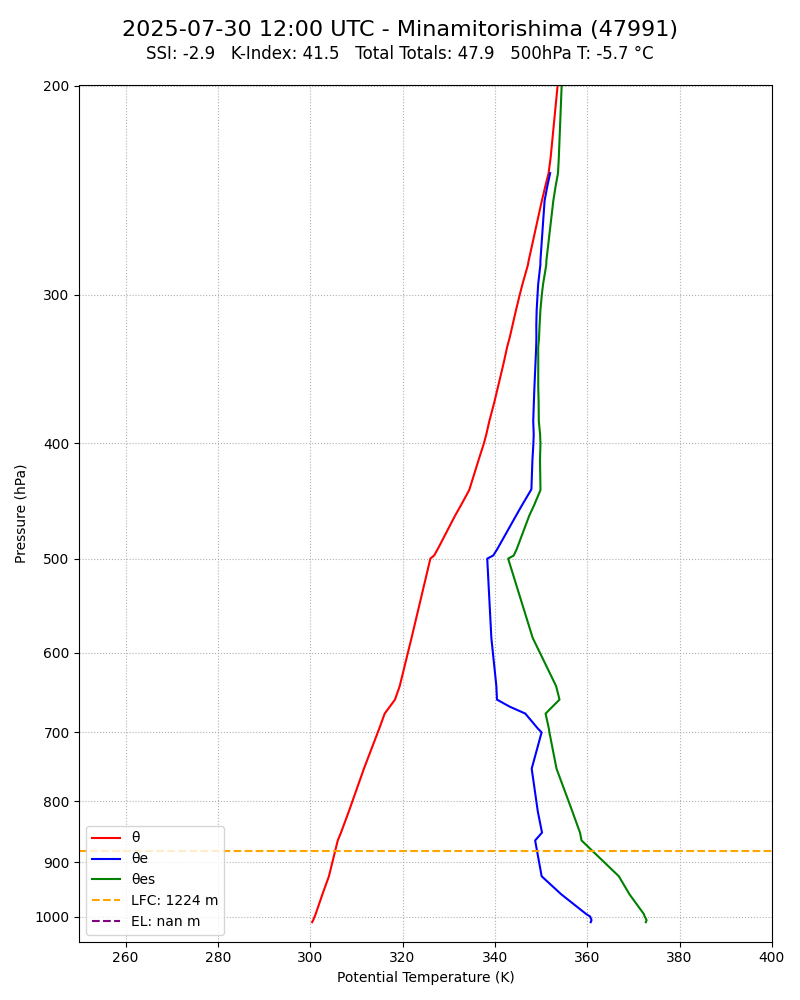 2025-07-30 12:00 UTC - Minamitorishima (47991)
SSI: -2.9   K-Index: 41.5   Total Totals: 47.9   500hPa T: -5.7 °C
200
300
400
500
600
700
800
900
1000
Pressure (hPa)
θ
θe
θes
LFC: 1224 m
EL: nan m
260 280 300 320 340 360 380 400
Potential Temperature (K)